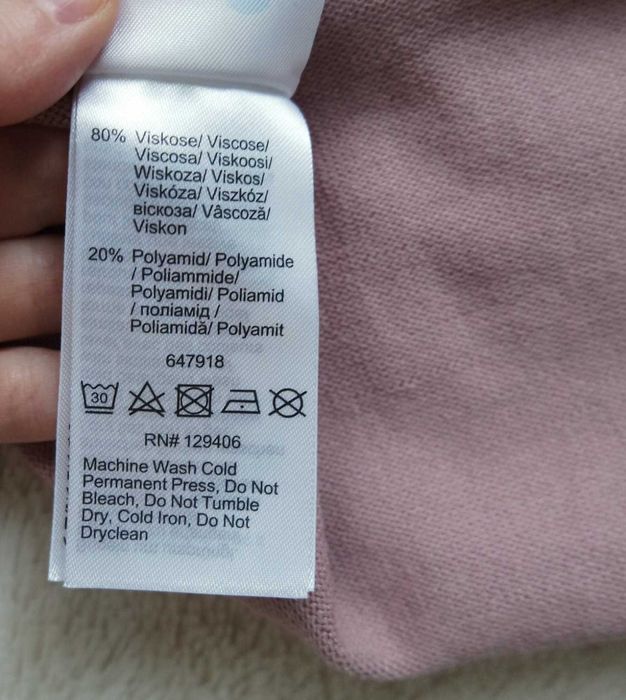 80% Viskose/ Viscose/
Viscosa/ Viskoosi/
Wiskoza/ Viskos/
Viskóza/ Viszkóz/
віскоза/ Vâscoză/
Viskon
20% Polyamid/ Polyamide
/ Poliammide/
Polyamidi/ Poliamid
/ поліамід /
Poliamidă/ Polyamit
647918
30
RN# 129406
Machine Wash Cold
Permanent Press, Do Not
Bleach, Do Not Tumble
Dry, Cold Iron, Do Not
Dryclean